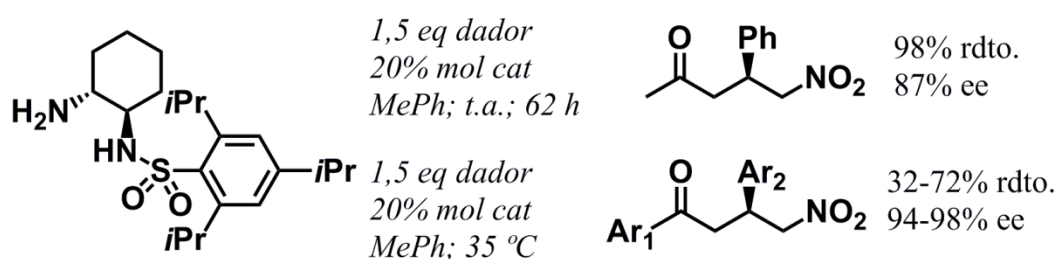 H2N
HN
S
O
O
iPr
iPr
iPr
1,5 eq dador
20% mol cat
MePh; t.a.; 62 h
O
Ph
NO2
98% rdto.
87% ee
1,5 eq dador
20% mol cat
MePh; 35 ºC
O
Ar2
Ar1
NO2
32-72% rdto.
94-98% ee